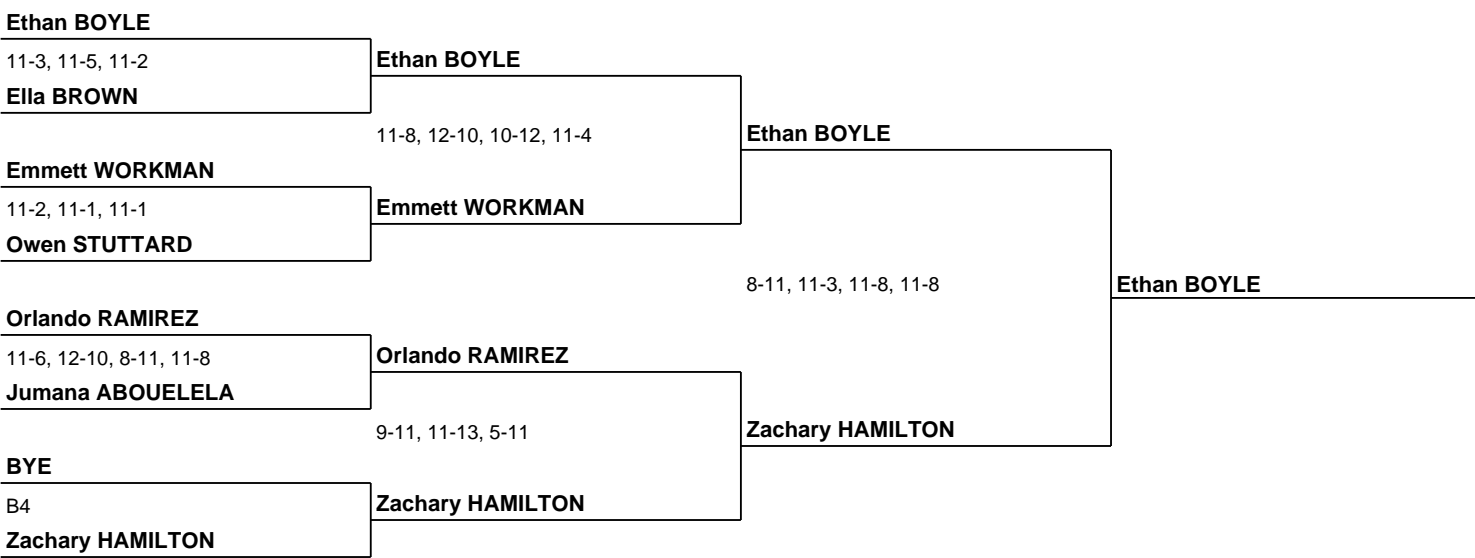 Ethan BOYLE
11-3, 11-5, 11-2
Ella BROWN
Ethan BOYLE
11-8, 12-10, 10-12, 11-4
Ethan BOYLE
Emmett WORKMAN
11-2, 11-1, 11-1
Owen STUTTARD
Emmett WORKMAN
8-11, 11-3, 11-8, 11-8
Ethan BOYLE
Orlando RAMIREZ
11-6, 12-10, 8-11, 11-8
Jumana ABOUELELA
Orlando RAMIREZ
9-11, 11-13, 5-11
Zachary HAMILTON
BYE
B4
Zachary HAMILTON
Zachary HAMILTON